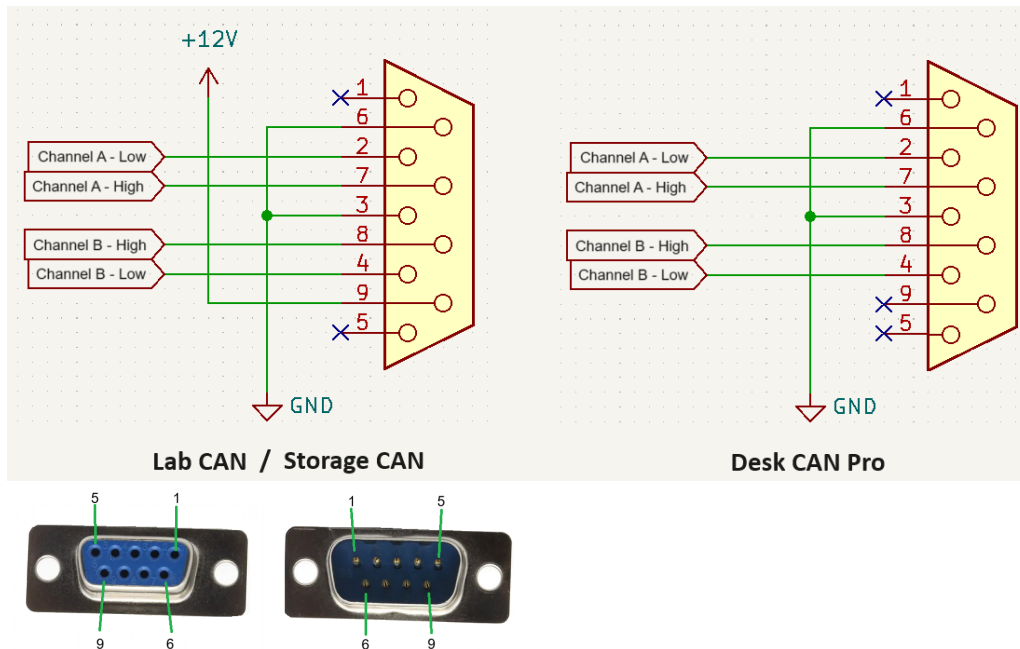 +12V
1
6
Channel A - Low
2
Channel A - High
7
3
Channel B - High
8
Channel B - Low
4
9
5
GND
Lab CAN / Storage CAN
1
6
Channel A - Low
2
Channel A - High
7
3
Channel B - High
8
Channel B - Low
4
9
5
GND
Desk CAN Pro
5 1
9 6
1 5
6 9